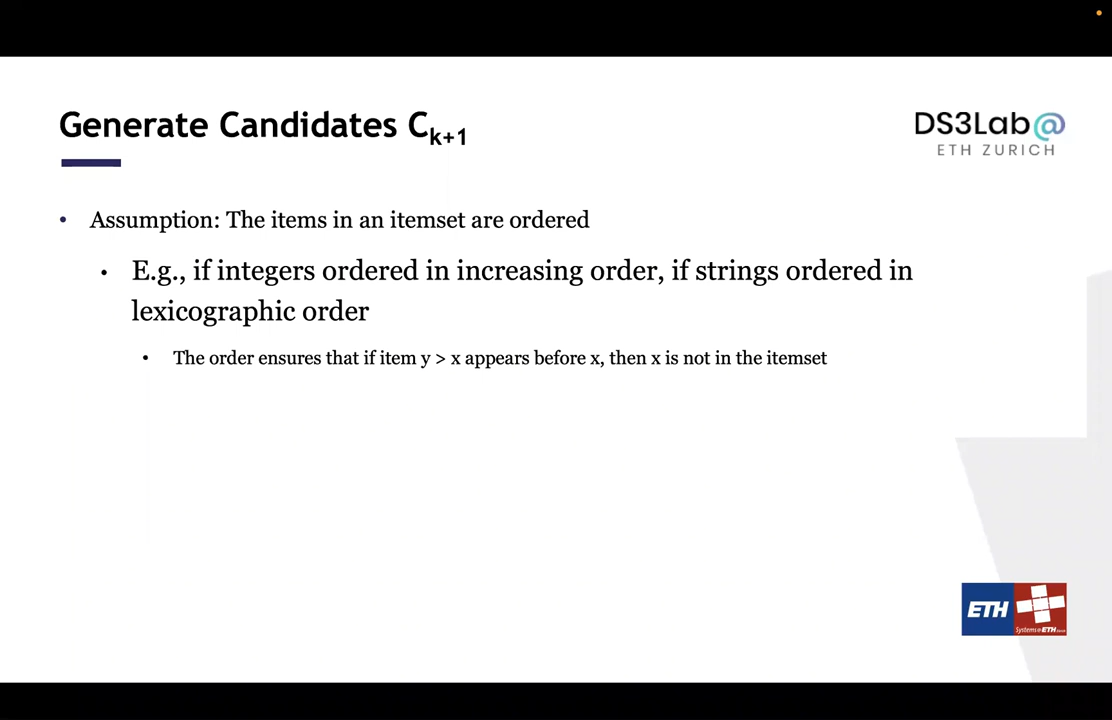 Generate Candidates Ck+1
DS3Lab@
ETH ZURICH
• Assumption: The items in an itemset are ordered
• E.g., if integers ordered in increasing order, if strings ordered in
lexicographic order
• The order ensures that if item y > x appears before x, then x is not in the itemset
ETH
Systems@ETH